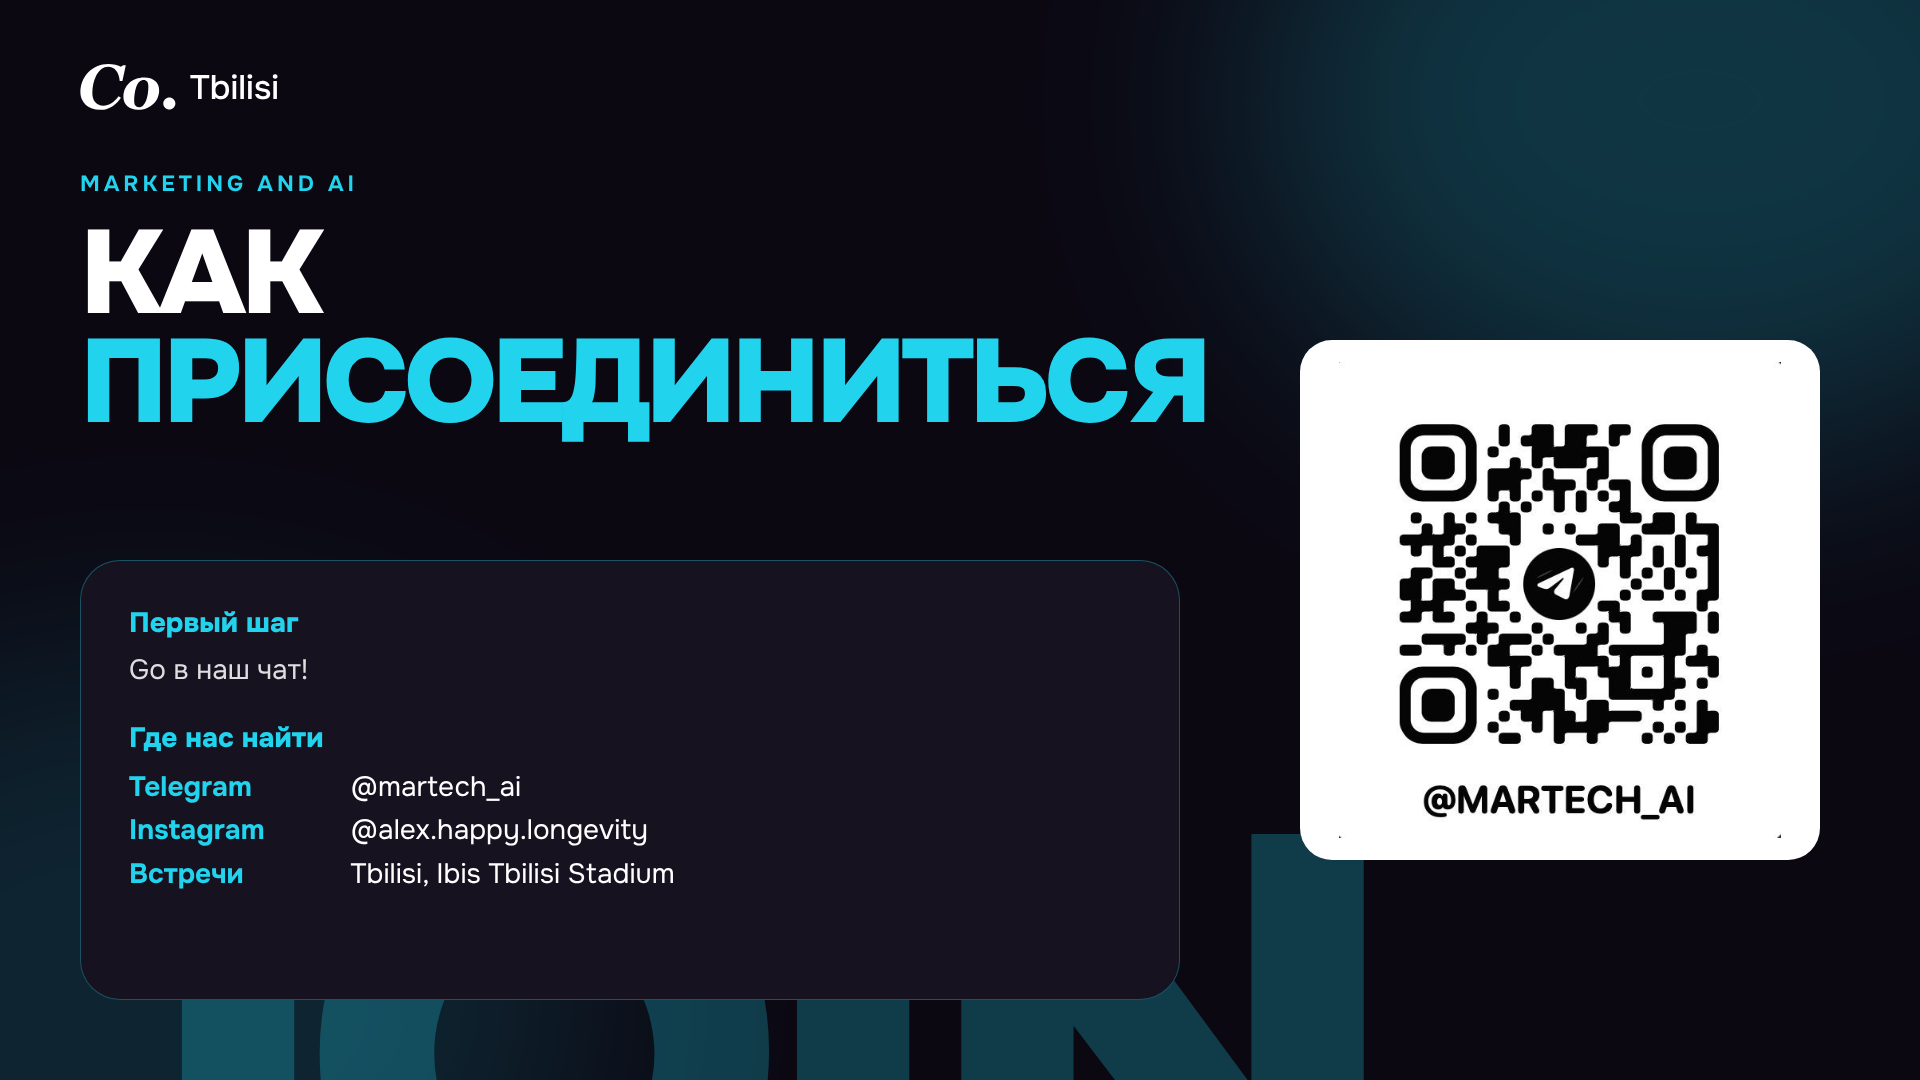 Co. Tbilisi
MARKETING AND AI
КАК
ПРИСОЕДИНИТЬСЯ
Первый шаг
Go в наш чат!
Где нас найти
Telegram @martech_ai
Instagram @alex.happy.longevity
Встречи Tbilisi, Ibis Tbilisi Stadium
@MARTECH_AI
JOIN